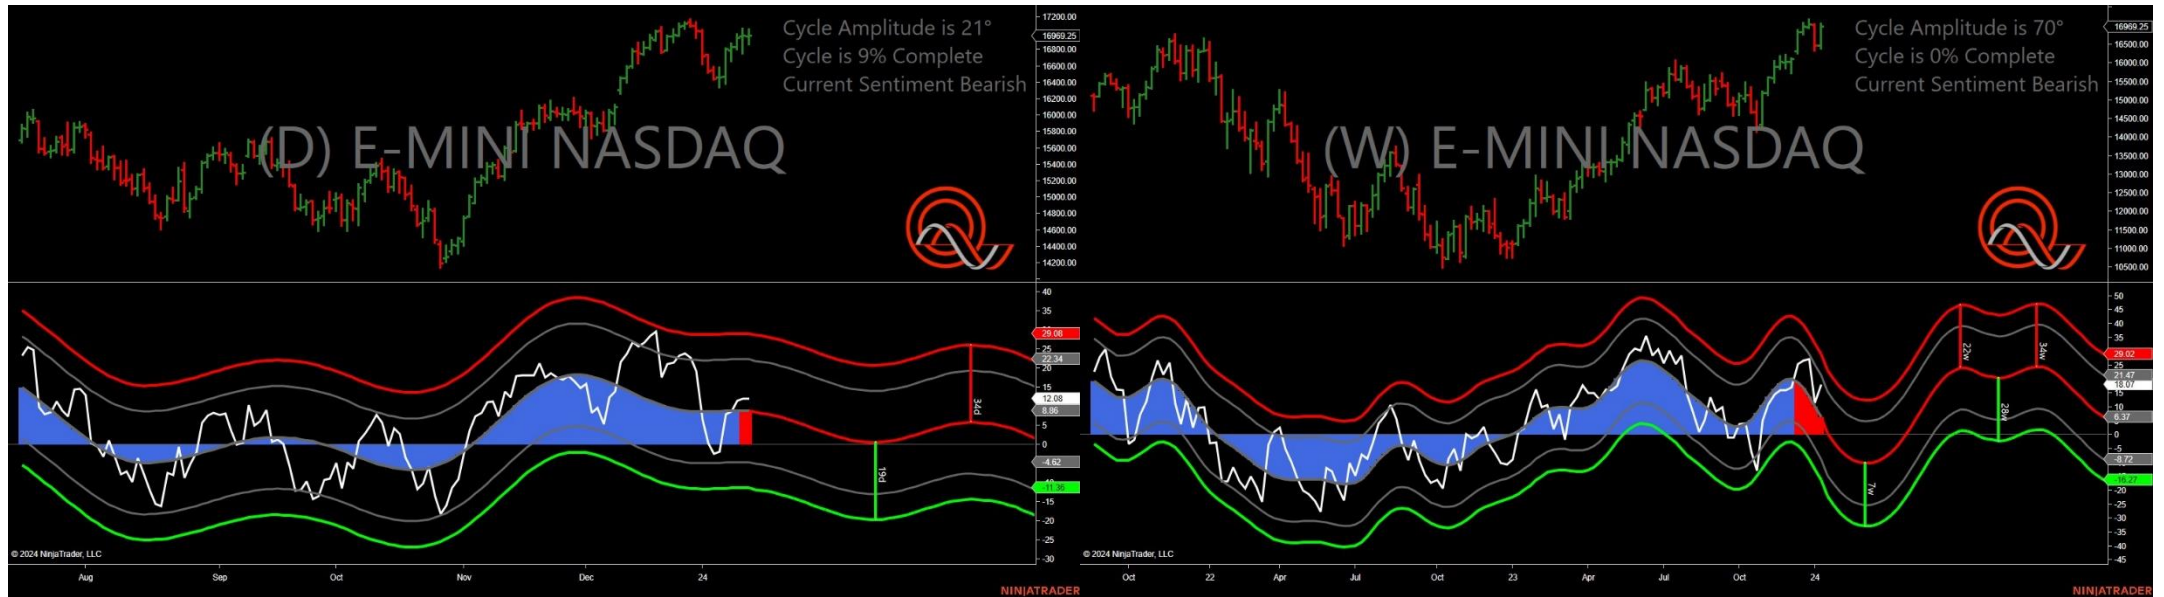 Cycle Amplitude is 21°
Cycle is 9% Complete
Current Sentiment Bearish
(D) E-MINI NASDAQ
17200.00
16969.25
16800.00
16400.00
16200.00
15800.00
15600.00
15400.00
15200.00
15000.00
14800.00
14600.00
14400.00
14200.00
40
35
29.08
25
22.34
20
15
12.08
8.86
5
0
-4.62
-11.36
-15
-20
-25
-30
34d
19d
© 2024 NinjaTrader, LLC
Aug
Sep
Oct
Nov
Dec
24
NINJATRADER
Cycle Amplitude is 70°
Cycle is 0% Complete
Current Sentiment Bearish
(W) E-MINI NASDAQ
16969.25
16500.00
16000.00
15500.00
15000.00
14500.00
14000.00
13500.00
13000.00
12500.00
12000.00
11500.00
11000.00
10500.00
50
45
40
35
29.02
25
21.47
18.07
15
10
6.37
0
-8.72
-16.27
-20
-25
-30
-35
-40
-45
22w
34w
28w
7w
© 2024 NinjaTrader, LLC
Oct
22
Apr
Jul
Oct
23
Apr
Jul
Oct
24
NINJATRADER